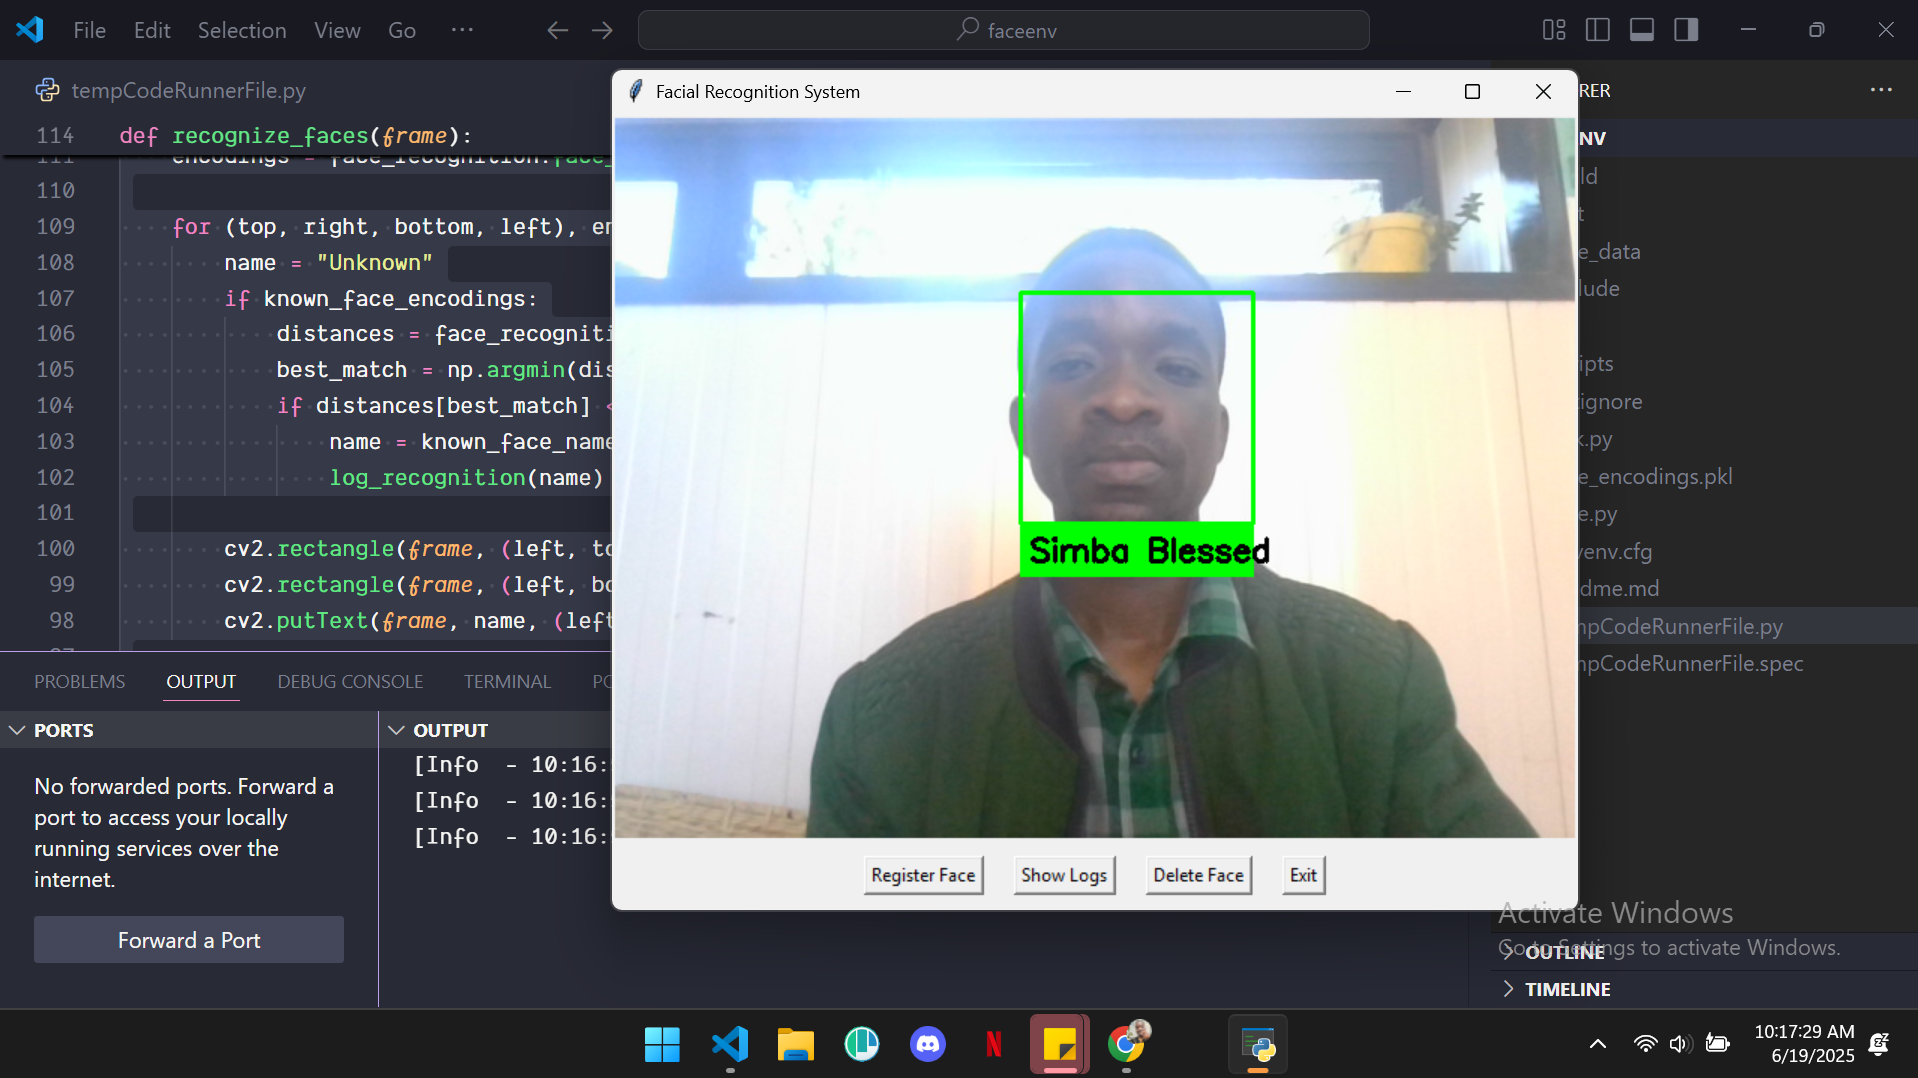 File Edit Selection View Go ···
faceenv
tempCodeRunnerFile.py
114 def recognize_faces(frame):
110
109 for (top, right, bottom, left), en
108 name = "Unknown"
107 if known_face_encodings:
106 distances = face_recogniti
105 best_match = np.argmin(dis
104 if distances[best_match] <
103 name = known_face_name
102 log_recognition(name)
101
100 cv2.rectangle(frame, (left, to
99 cv2.rectangle(frame, (left, bo
98 cv2.putText(frame, name, (left
PROBLEMS OUTPUT DEBUG CONSOLE TERMINAL PO
PORTS
No forwarded ports. Forward a
port to access your locally
running services over the
internet.
Forward a Port
OUTPUT
[Info - 10:16:
[Info - 10:16:
[Info - 10:16:
Facial Recognition System
Simba Blessed
Register Face Show Logs Delete Face Exit
RER
NV
ld
t
e_data
lude
ipts
tignore
k.py
e_encodings.pkl
e.py
venv.cfg
dme.md
mpCodeRunnerFile.py
mpCodeRunnerFile.spec
Activate Windows
Go to Settings to activate Windows.
OUTLINE
TIMELINE
10:17:29 AM
6/19/2025